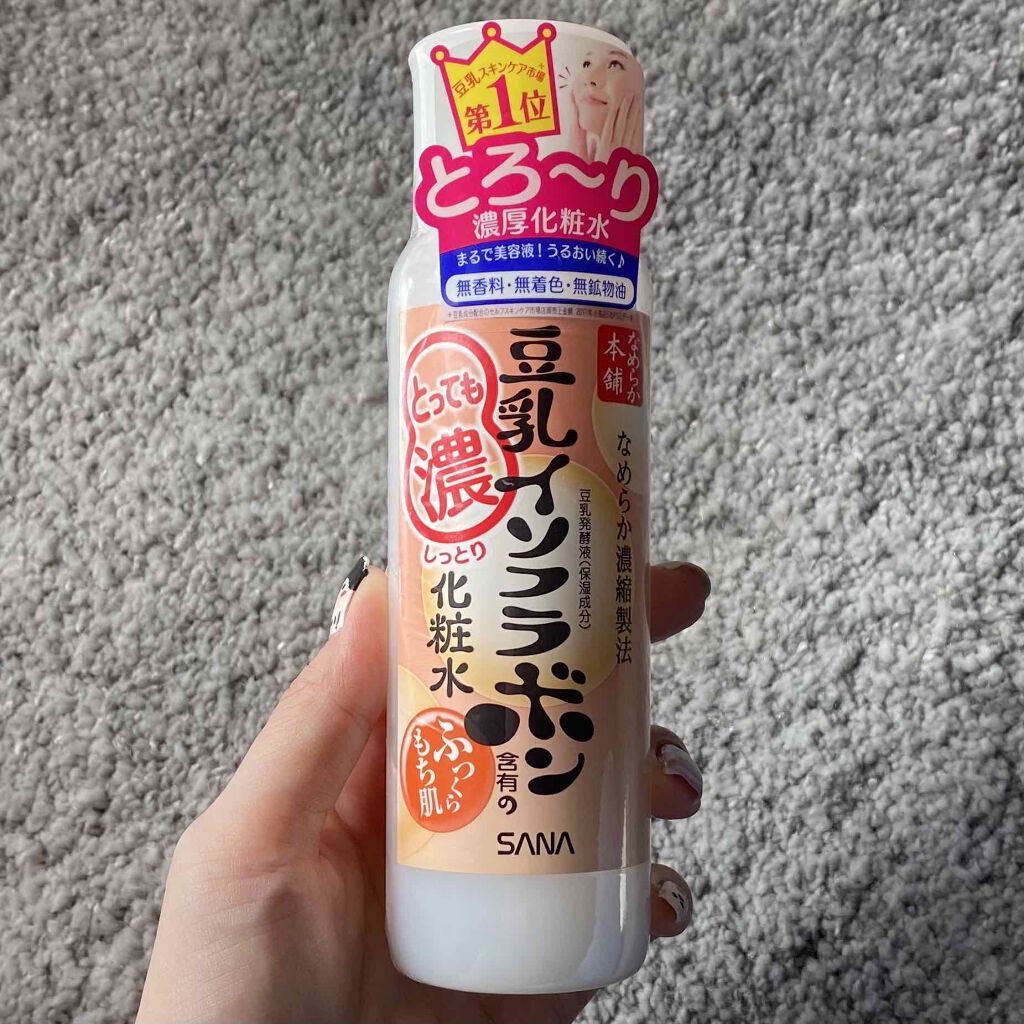 豆乳スキンケア市場+
第1位
とろ〜り
濃厚化粧水
まるで美容液!うるおい続く♪
無香料・無着色・無鉱物油
なめらか
本舗
なめらか濃縮製法
豆乳イソフラボン
含有の
豆乳発酵液(保湿成分)
とっても
濃
しっとり
化粧水
ふっくら
もち肌
SANA